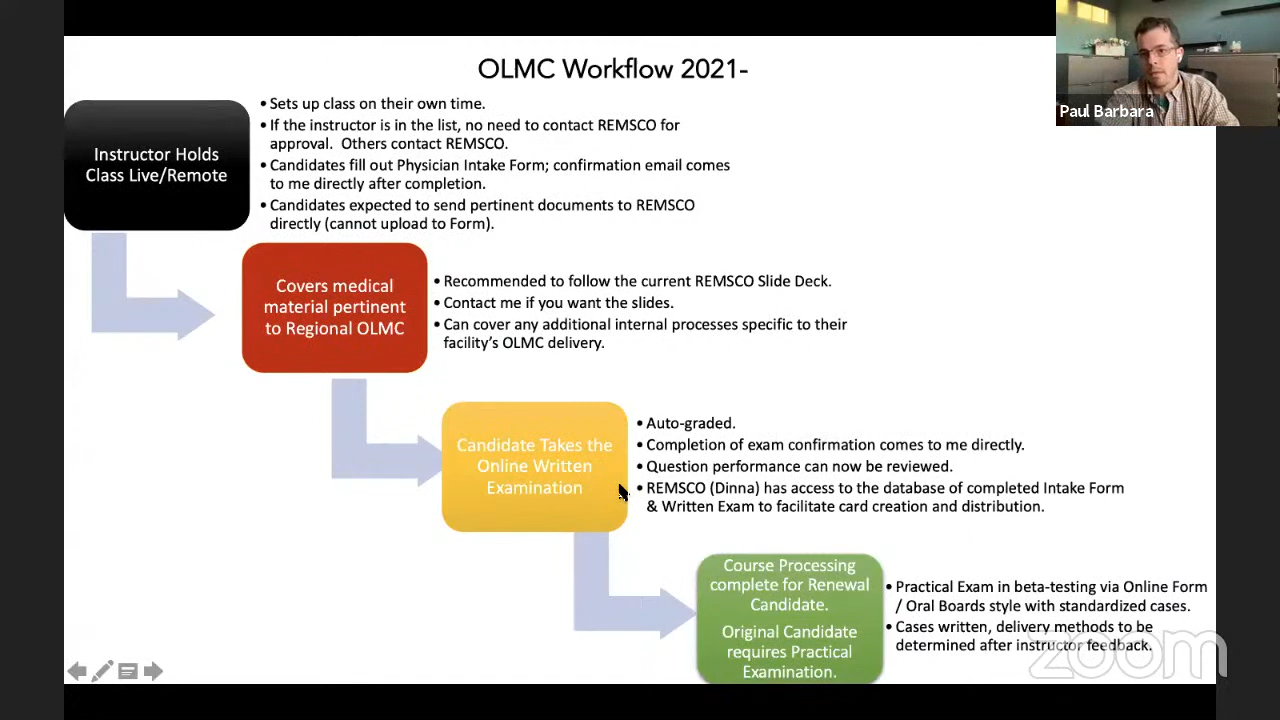 OLMC Workflow 2021-
Paul Barbara
Instructor Holds
Class Live/Remote
• Sets up class on their own time.
• If the instructor is in the list, no need to contact REMSCO for
approval.  Others contact REMSCO.
• Candidates fill out Physician Intake Form; confirmation email comes
to me directly after completion.
• Candidates expected to send pertinent documents to REMSCO
directly (cannot upload to Form).
Covers medical
material pertinent
to Regional OLMC
• Recommended to follow the current REMSCO Slide Deck.
• Contact me if you want the slides.
• Can cover any additional internal processes specific to their
facility's OLMC delivery.
Candidate Takes the
Online Written
Examination
• Auto-graded.
• Completion of exam confirmation comes to me directly.
• Question performance can now be reviewed.
• REMSCO (Dinna) has access to the database of completed Intake Form
& Written Exam to facilitate card creation and distribution.
Course Processing
complete for Renewal
Candidate.
Original Candidate
requires Practical
Examination.
• Practical Exam in beta-testing via Online Form
/ Oral Boards style with standardized cases.
• Cases written, delivery methods to be
determined after instructor feedback.
zoom